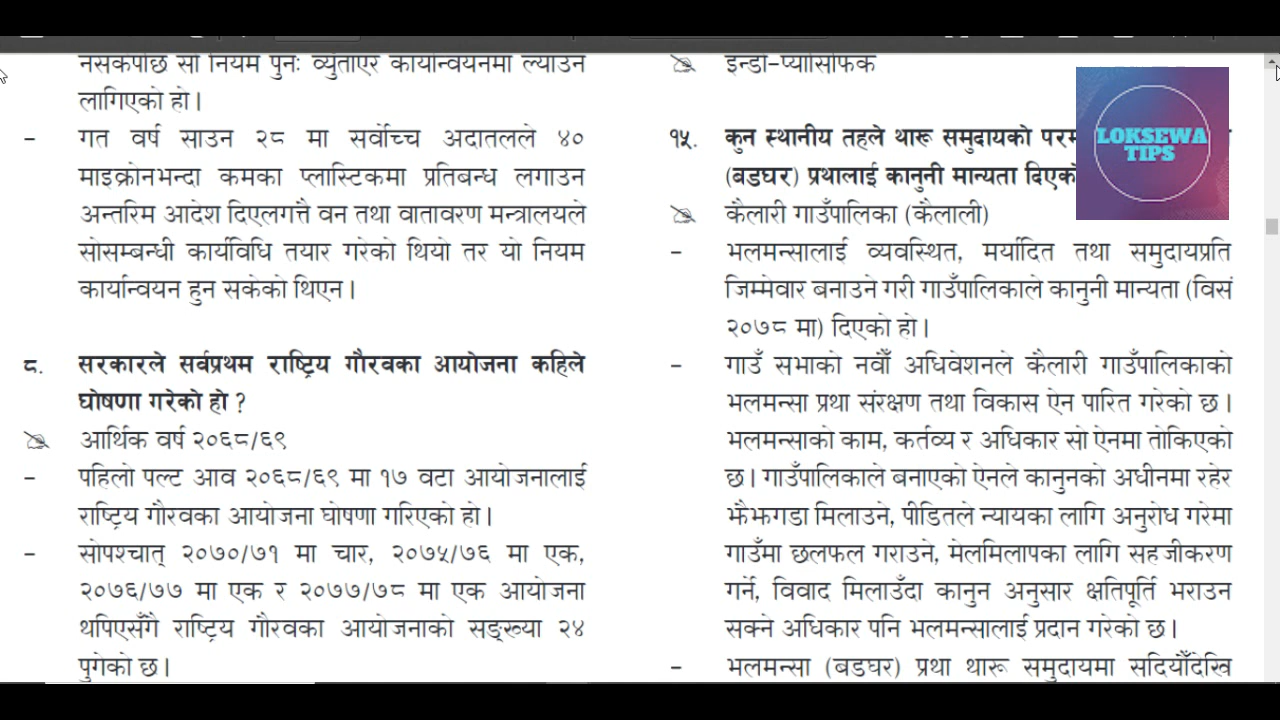 नसकेपछि सो नियम पुनः ब्युँताएर कार्यान्वयनमा ल्याउन
लागिएको हो।
- गत वर्ष साउन २८ मा सर्वोच्च अदातलले ४०
माइक्रोनभन्दा कमका प्लास्टिकमा प्रतिबन्ध लगाउन
अन्तरिम आदेश दिएलगत्तै वन तथा वातावरण मन्त्रालयले
सोसम्बन्धी कार्यविधि तयार गरेको थियो तर यो नियम
कार्यान्वयन हुन सकेको थिएन।
८. सरकारले सर्वप्रथम राष्ट्रिय गौरवका आयोजना कहिले
घोषणा गरेको हो ?
आर्थिक वर्ष २०६८/६९
- पहिलो पल्ट आव २०६८/६९ मा १७ वटा आयोजनालाई
राष्ट्रिय गौरवका आयोजना घोषणा गरिएको हो।
- सोपश्चात् २०७०/७१ मा चार, २०७५/७६ मा एक,
२०७६/७७ मा एक र २०७७/७८ मा एक आयोजना
थपिएसँगै राष्ट्रिय गौरवका आयोजनाको सङ्ख्या २४
पुगेको छ।
इन्डो-प्यासिफिक
१५. कुन स्थानीय तहले थारू समुदायको
(बडघर) प्रथालाई कानुनी मान्यता दिएको
कैलारी गाउँपालिका (कैलाली)
- भलमन्सालाई व्यवस्थित, मर्यादित तथा समुदायप्रति
जिम्मेवार बनाउने गरी गाउँपालिकाले कानुनी मान्यता (विसं
२०७८ मा) दिएको हो।
- गाउँ सभाको नवौँ अधिवेशनले कैलारी गाउँपालिकाको
भलमन्सा प्रथा संरक्षण तथा विकास ऐन पारित गरेको छ।
भलमन्साको काम, कर्तव्य र अधिकार सो ऐनमा तोकिएको
छ। गाउँपालिकाले बनाएको ऐनले कानुनको अधीनमा रहेर
झैझगडा मिलाउने, पीडितले न्यायका लागि अनुरोध गरेमा
गाउँमा छलफल गराउने, मेलमिलापका लागि सहजीकरण
गर्ने, विवाद मिलाउँदा कानुन अनुसार क्षतिपूर्ति भराउन
सक्ने अधिकार पनि भलमन्सालाई प्रदान गरेको छ।
- भलमन्सा (बडघर) प्रथा थारू समुदायमा सदियौँदेखि
LOKSEWA
TIPS